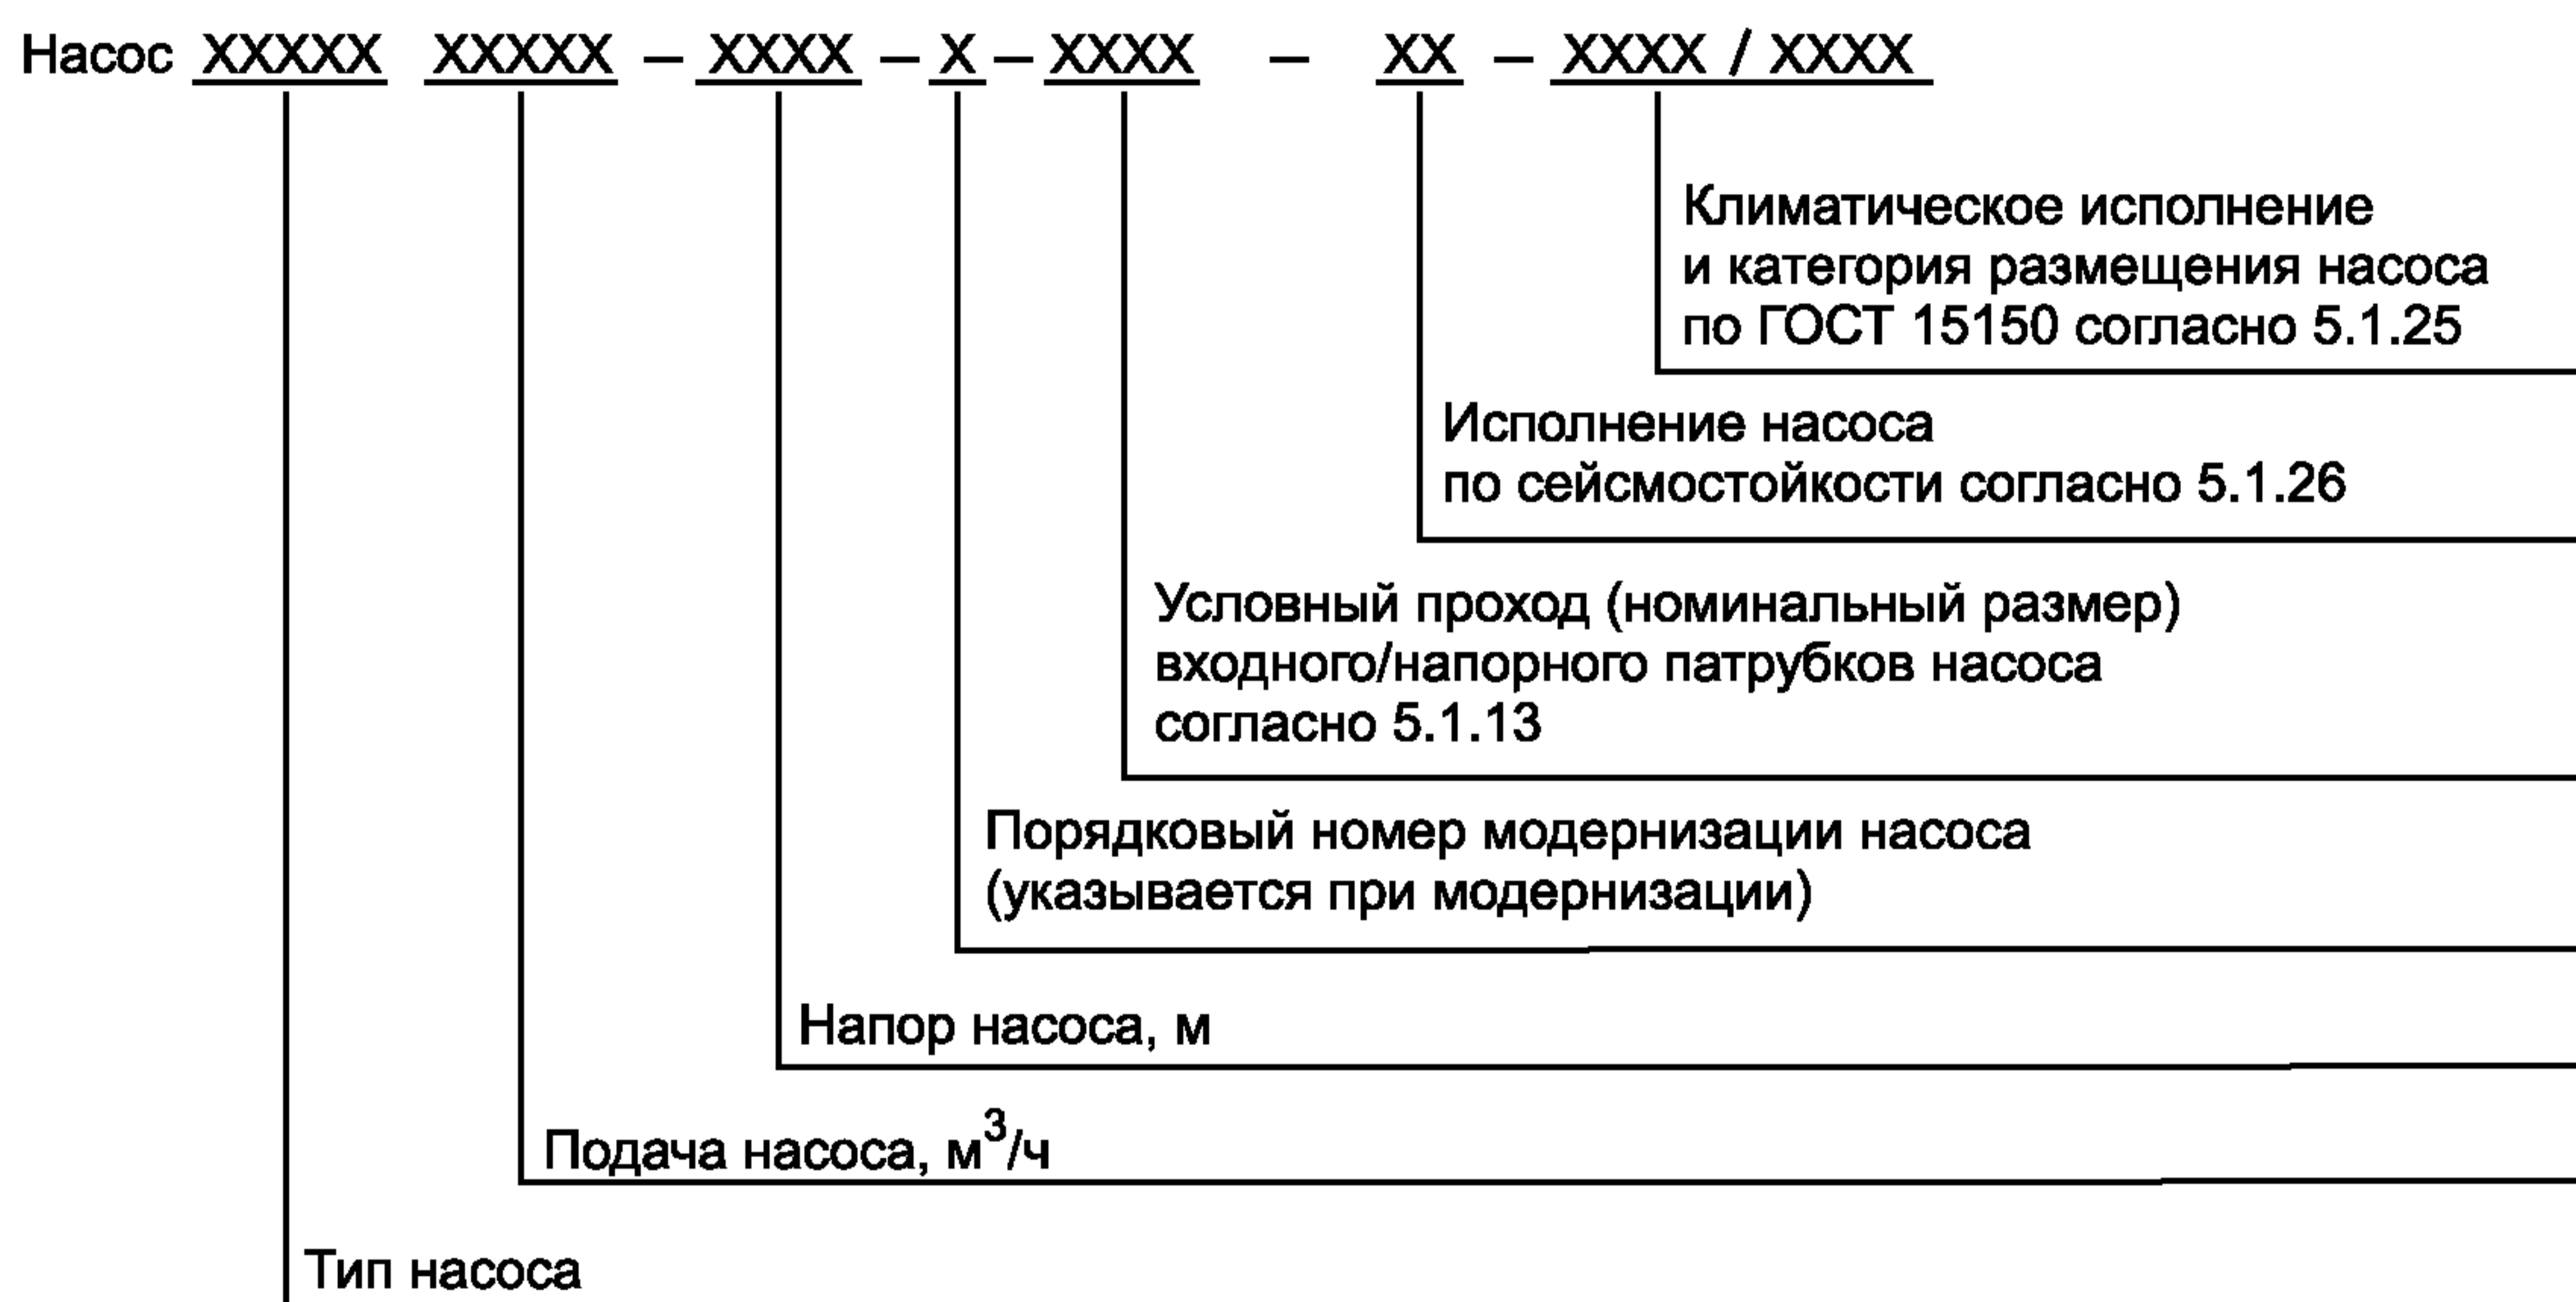 Насос XXXXX XXXXX – XXXX – X – XXXX – XX – XXXX / XXXX
Климатическое исполнение
и категория размещения насоса
по ГОСТ 15150 согласно 5.1.25
Исполнение насоса
по сейсмостойкости согласно 5.1.26
Условный проход (номинальный размер)
входного/напорного патрубков насоса
согласно 5.1.13
Порядковый номер модернизации насоса
(указывается при модернизации)
Напор насоса, м
Подача насоса, м³/ч
Тип насоса